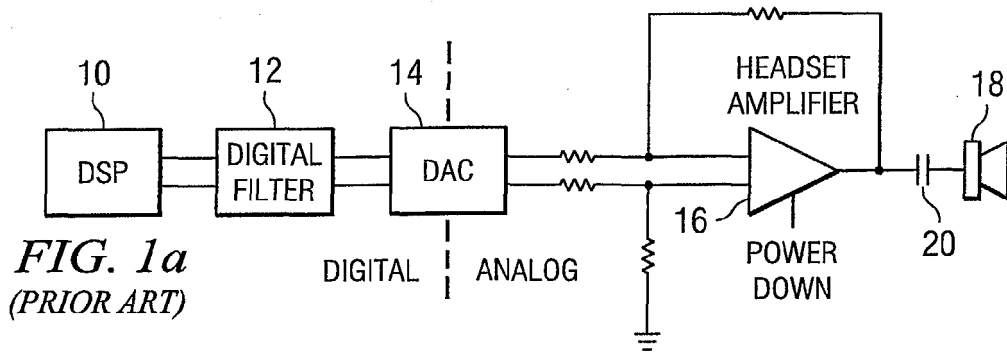 10
12
14
18
HEADSET
AMPLIFIER
DSP
DIGITAL
FILTER
DAC
16
20
POWER
DOWN
FIG. 1a
(PRIOR ART)
DIGITAL
ANALOG